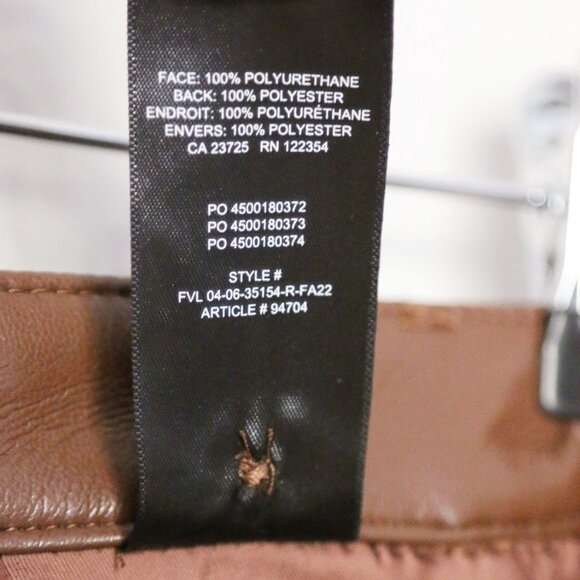 FACE: 100% POLYURETHANE
BACK: 100% POLYESTER
ENDROIT: 100% POLYURÉTHANE
ENVERS: 100% POLYESTER
CA 23725 RN 122354
PO 4500180372
PO 4500180373
PO 4500180374
STYLE #
FVL 04-06-35154-R-FA22
ARTICLE # 94704